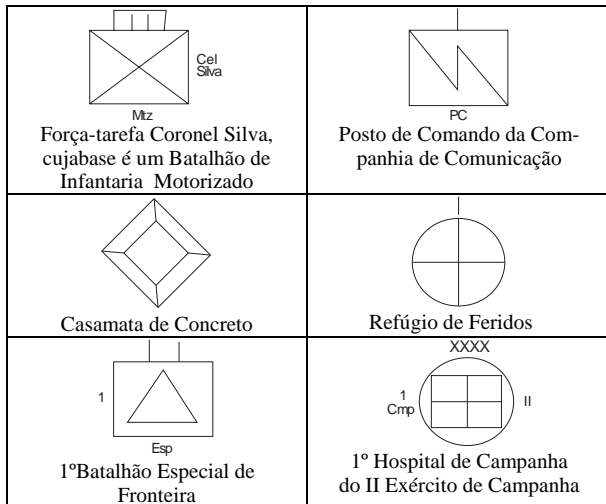 Cel
Silva
Mtz
Força-tarefa Coronel Silva,
cujabase é um Batalhão de
Infantaria Motorizado
PC
Posto de Comando da Com-
panhia de Comunicação
Casamata de Concreto
Refúgio de Feridos
1
Esp
1ºBatalhão Especial de
Fronteira
XXXX
1
Cmp
II
1º Hospital de Campanha
do II Exército de Campanha